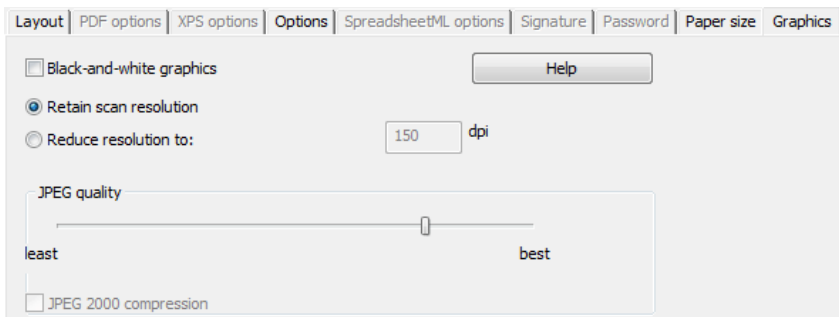 Layout PDF options XPS options Options SpreadsheetML options Signature Password Paper size Graphics
Black-and-white graphics Help
Retain scan resolution
Reduce resolution to: 150 dpi
JPEG quality
least best
JPEG 2000 compression